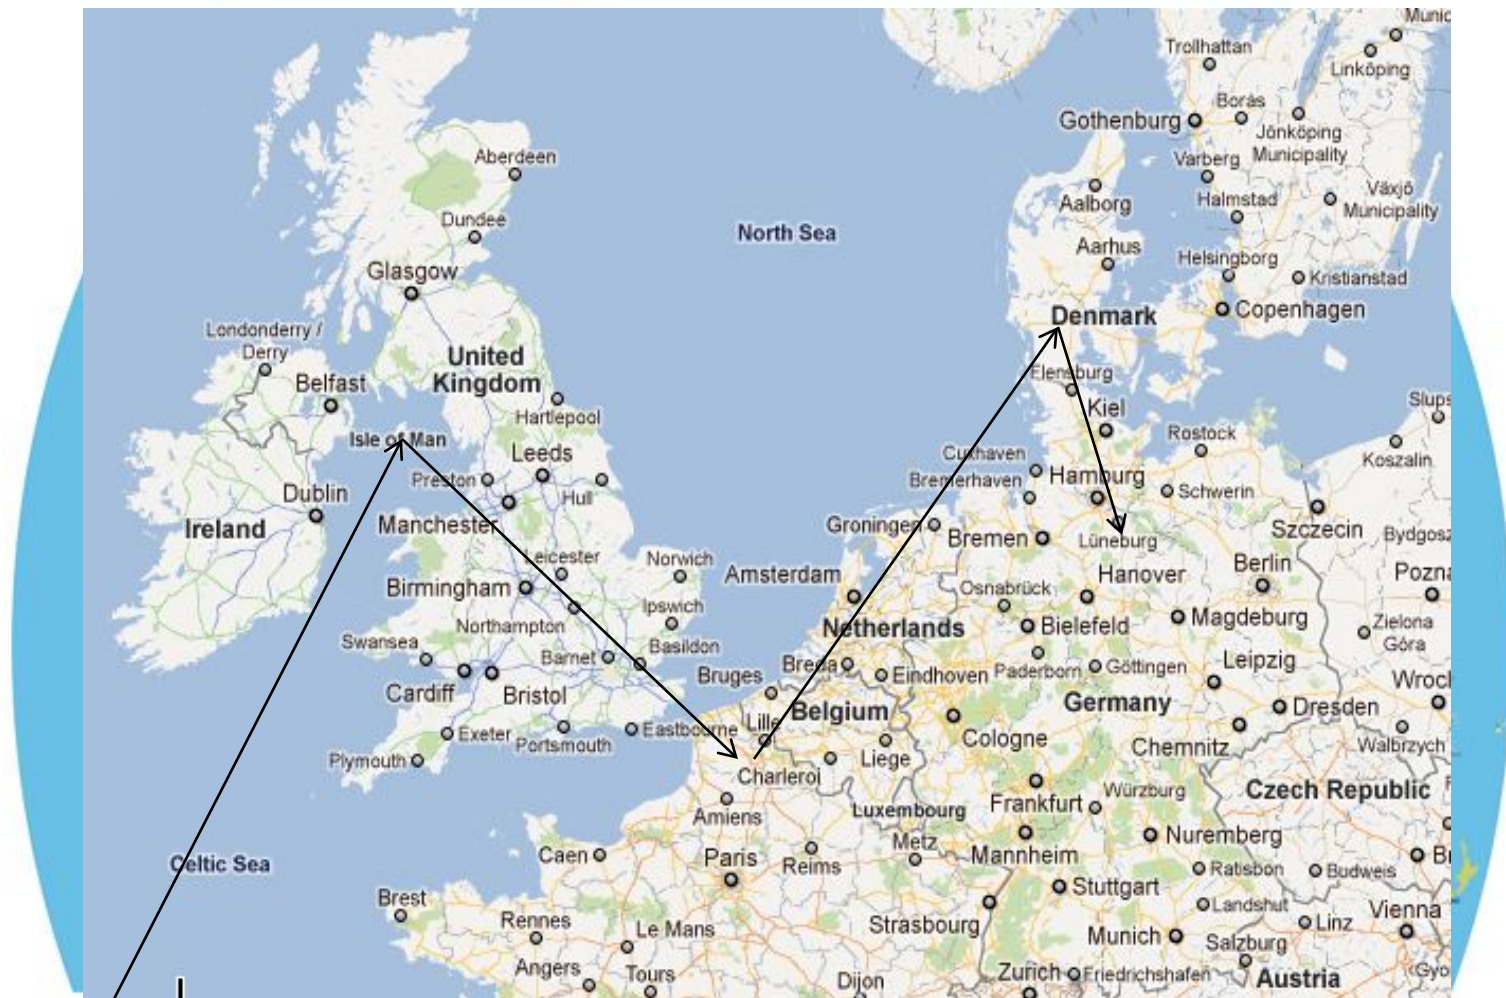 Munic
Trollhattan
Linköping
Borås
Gothenburg
Jönköping
Municipality
Varberg
Aberdeen
Aalborg
Halmstad
Växjö
Municipality
Dundee
North Sea
Aarhus
Helsingborg
Glasgow
Kristianstad
Denmark
Copenhagen
Londonderry /
Derry
United
Kingdom
Belfast
Elensburg
Kiel
Slups
Hartlepool
Isle of Man
Leeds
Rostock
Koszalin
Cuxhaven
Preston
Bremerhaven
Hamburg
Schwerin
Dublin
Hull
Ireland
Manchester
Groningen
Bremen
Lüneburg
Szczecin
Bydgosz
Leicester
Norwich
Amsterdam
Hanover
Berlin
Pozna
Birmingham
Osnabrück
Ipswich
Magdeburg
Northampton
Netherlands
Bielefeld
Zielona
Góra
Swansea
Barnet
Basildon
Breda
Bruges
Eindhoven
Paderborn
Göttingen
Leipzig
Cardiff
Bristol
Belgium
Germany
Wrocł
Dresden
Exeter
Portsmouth
Eastbourne
Lille
Cologne
Chemnitz
Walbrzych
Plymouth
Liege
Charleroi
Amiens
Luxembourg
Frankfurt
Würzburg
Czech Republic
Celtic Sea
Caen
Paris
Reims
Metz
Mannheim
Nuremberg
Ratisbon
Budweis
Stuttgart
Brest
Rennes
Le Mans
Strasbourg
Landshut
Linz
Vienna
Munich
Salzburg
Angers
Tours
Dijon
Zurich
Friedrichshafen
Austria
Gyo